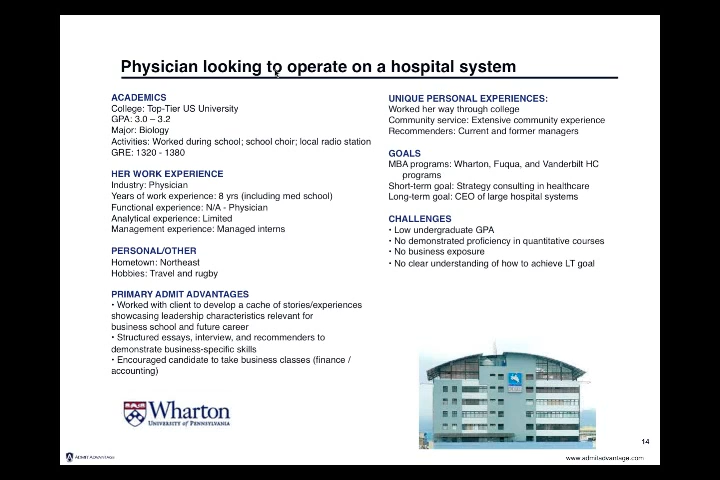 Physician looking to operate on a hospital system
ACADEMICS
College: Top-Tier US University
GPA: 3.0 – 3.2
Major: Biology
Activities: Worked during school; school choir; local radio station
GRE: 1320 - 1380
HER WORK EXPERIENCE
Industry: Physician
Years of work experience: 8 yrs (including med school)
Functional experience: N/A - Physician
Analytical experience: Limited
Management experience: Managed interns
PERSONAL/OTHER
Hometown: Northeast
Hobbies: Travel and rugby
PRIMARY ADMIT ADVANTAGES
• Worked with client to develop a cache of stories/experiences
showcasing leadership characteristics relevant for
business school and future career
• Structured essays, interview, and recommenders to
demonstrate business-specific skills
• Encouraged candidate to take business classes (finance /
accounting)
UNIQUE PERSONAL EXPERIENCES:
Worked her way through college
Community service: Extensive community experience
Recommenders: Current and former managers
GOALS
MBA programs: Wharton, Fuqua, and Vanderbilt HC
programs
Short-term goal: Strategy consulting in healthcare
Long-term goal: CEO of large hospital systems
CHALLENGES
• Low undergraduate GPA
• No demonstrated proficiency in quantitative courses
• No business exposure
• No clear understanding of how to achieve LT goal
Wharton
UNIVERSITY of PENNSYLVANIA
14
ADMIT ADVANTAGE
www.admitadvantage.com